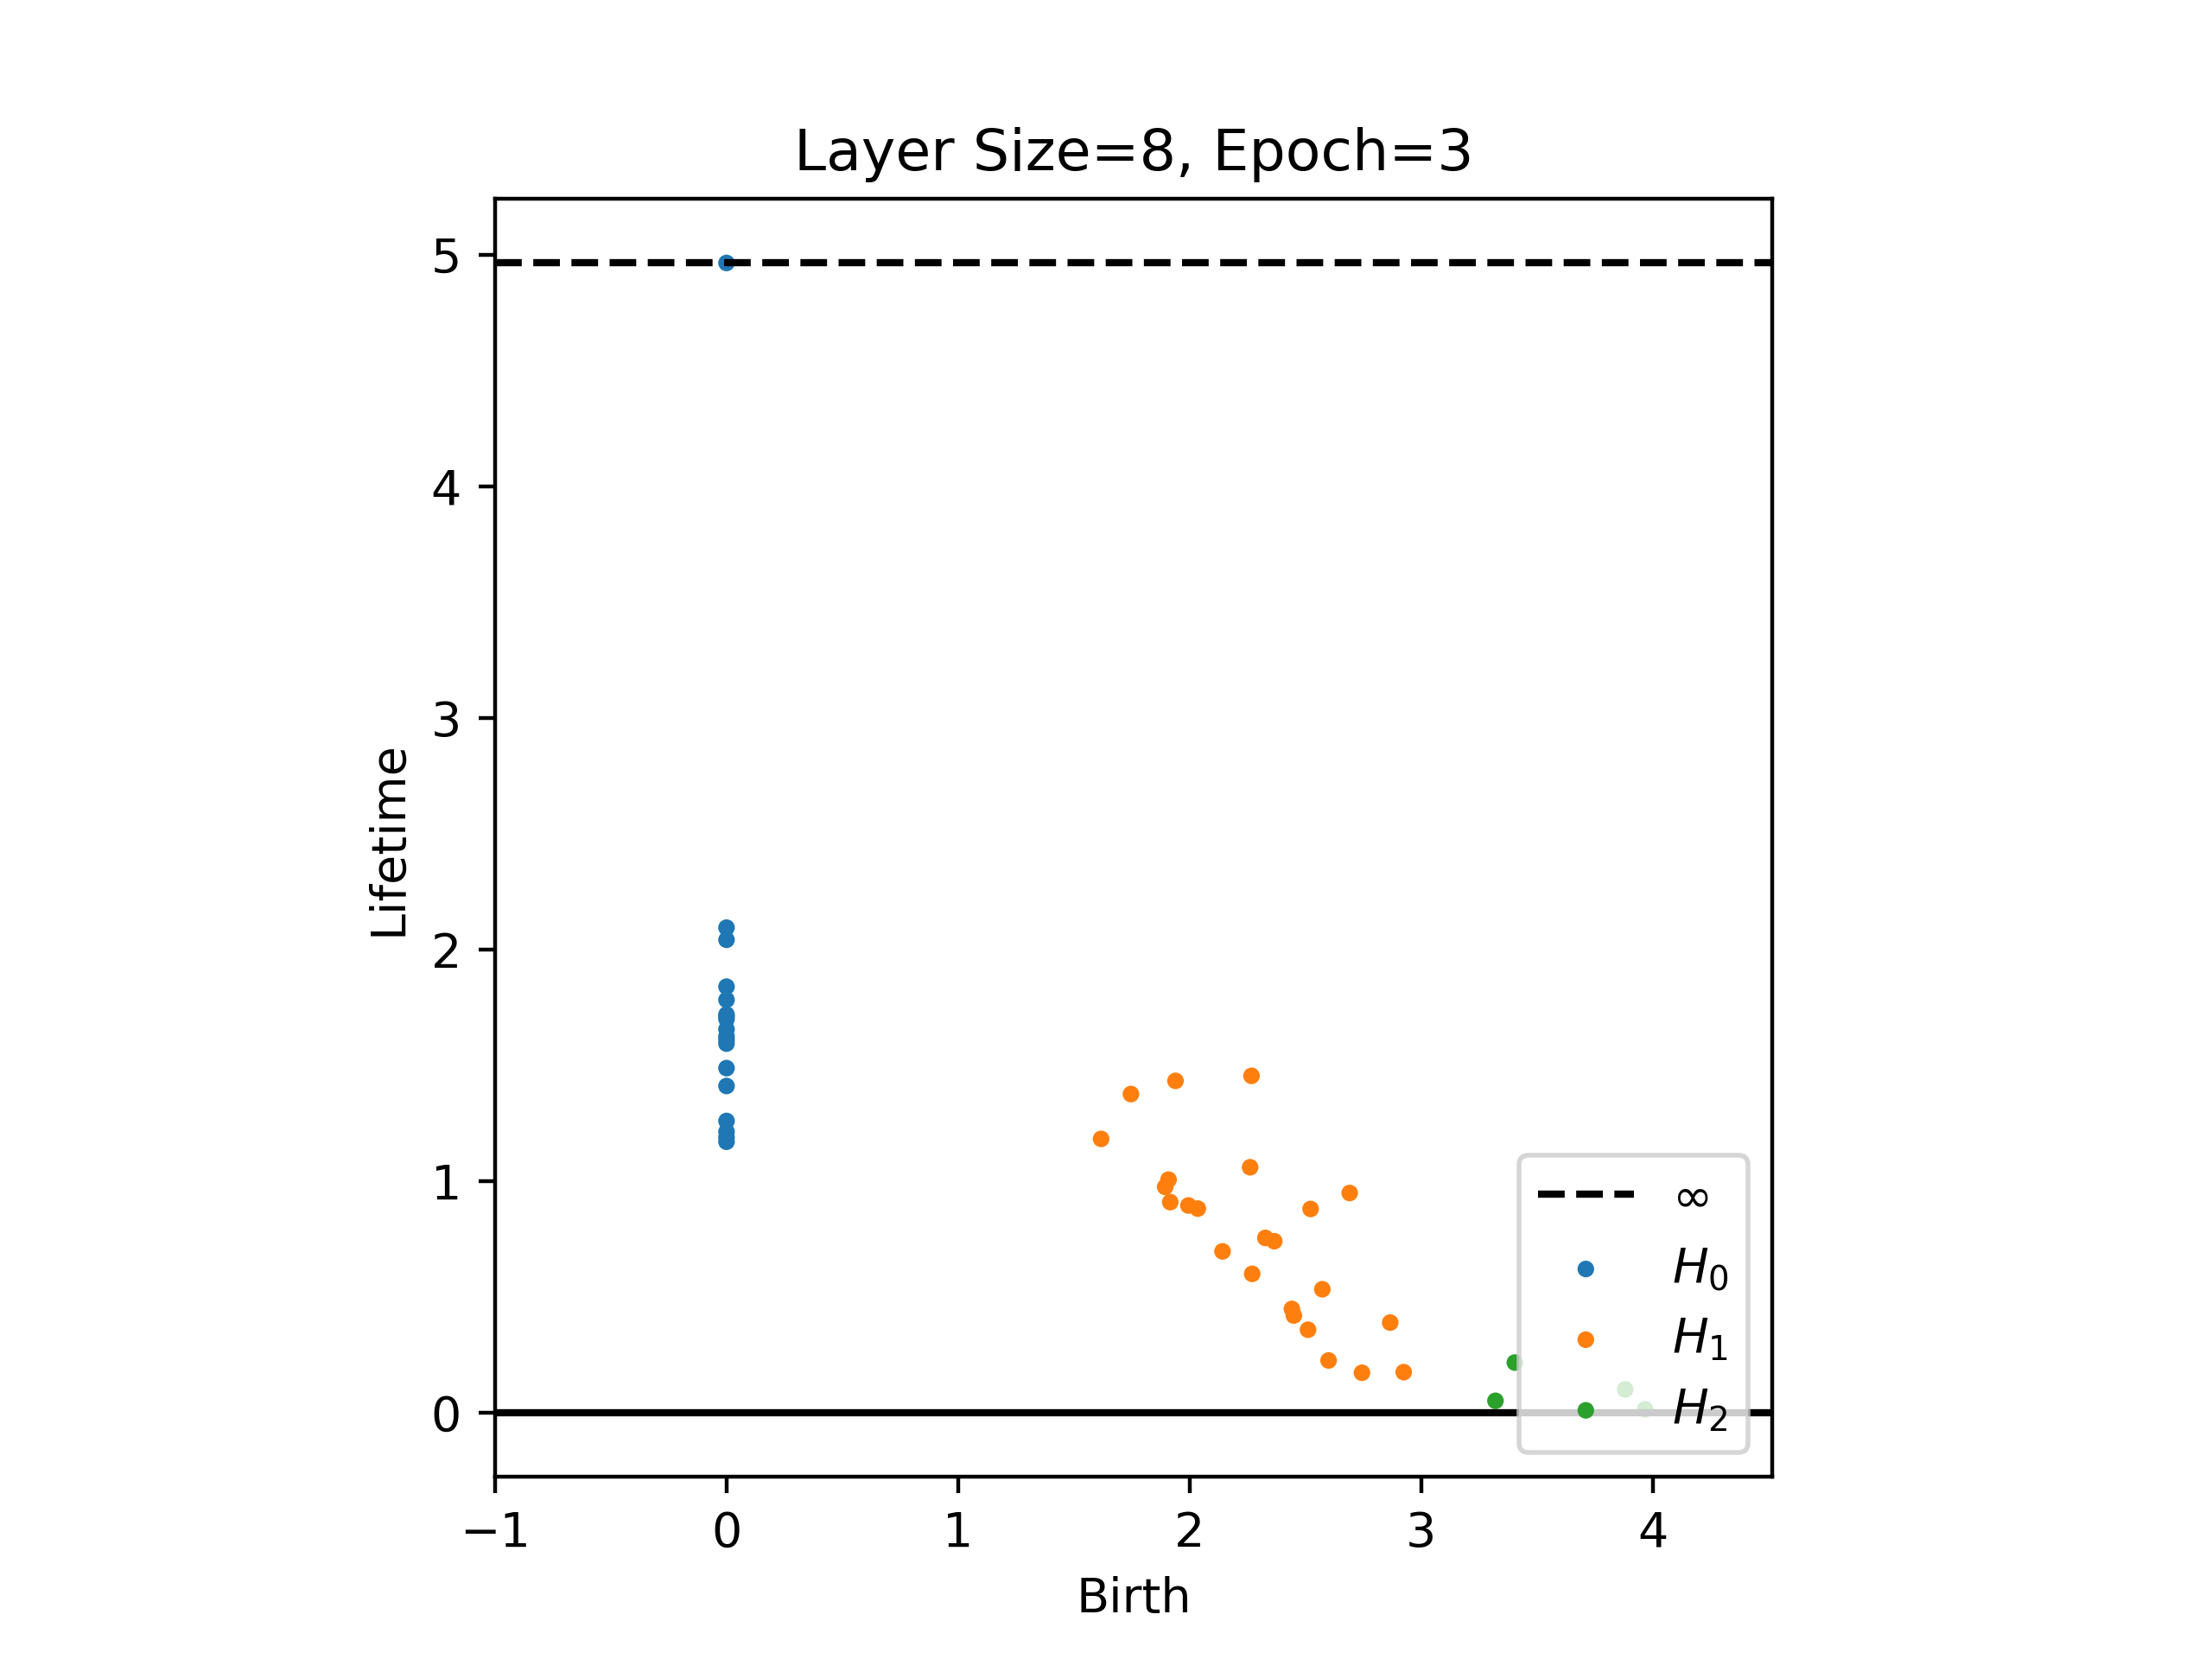 Layer Size=8, Epoch=3
5
4
3
2
1
0
Lifetime
∞
H₀
H₁
H₂
−1 0 1 2 3 4
Birth